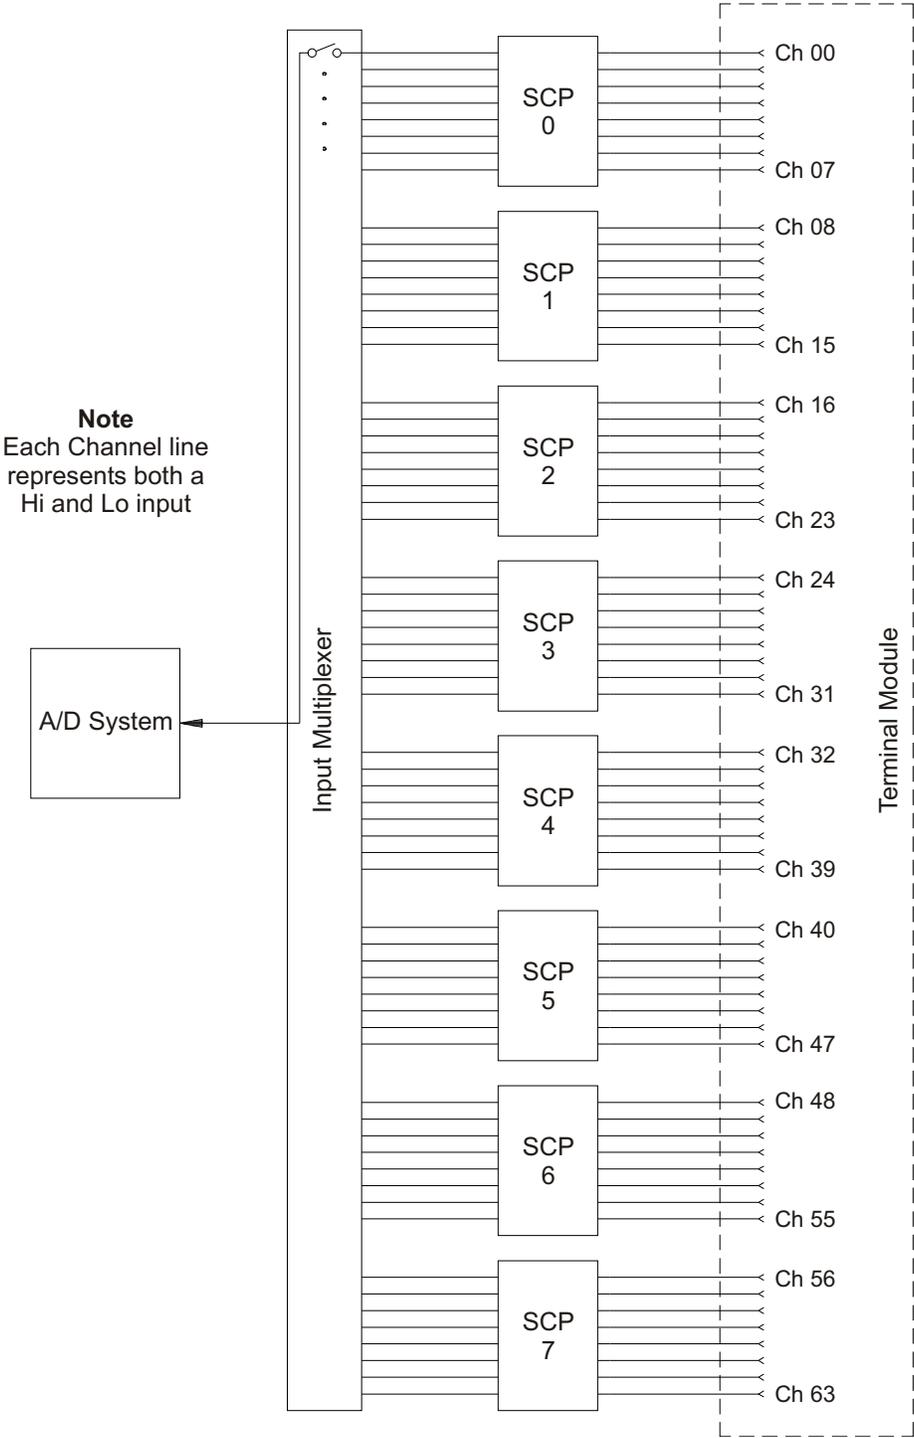 SCP
0
Ch 00
Ch 07
SCP
1
Ch 08
Ch 15
Note
Each Channel line
represents both a
Hi and Lo input
SCP
2
Ch 16
Ch 23
SCP
3
Ch 24
Ch 31
A/D System
Input Multiplexer
Terminal Module
SCP
4
Ch 32
Ch 39
SCP
5
Ch 40
Ch 47
SCP
6
Ch 48
Ch 55
SCP
7
Ch 56
Ch 63